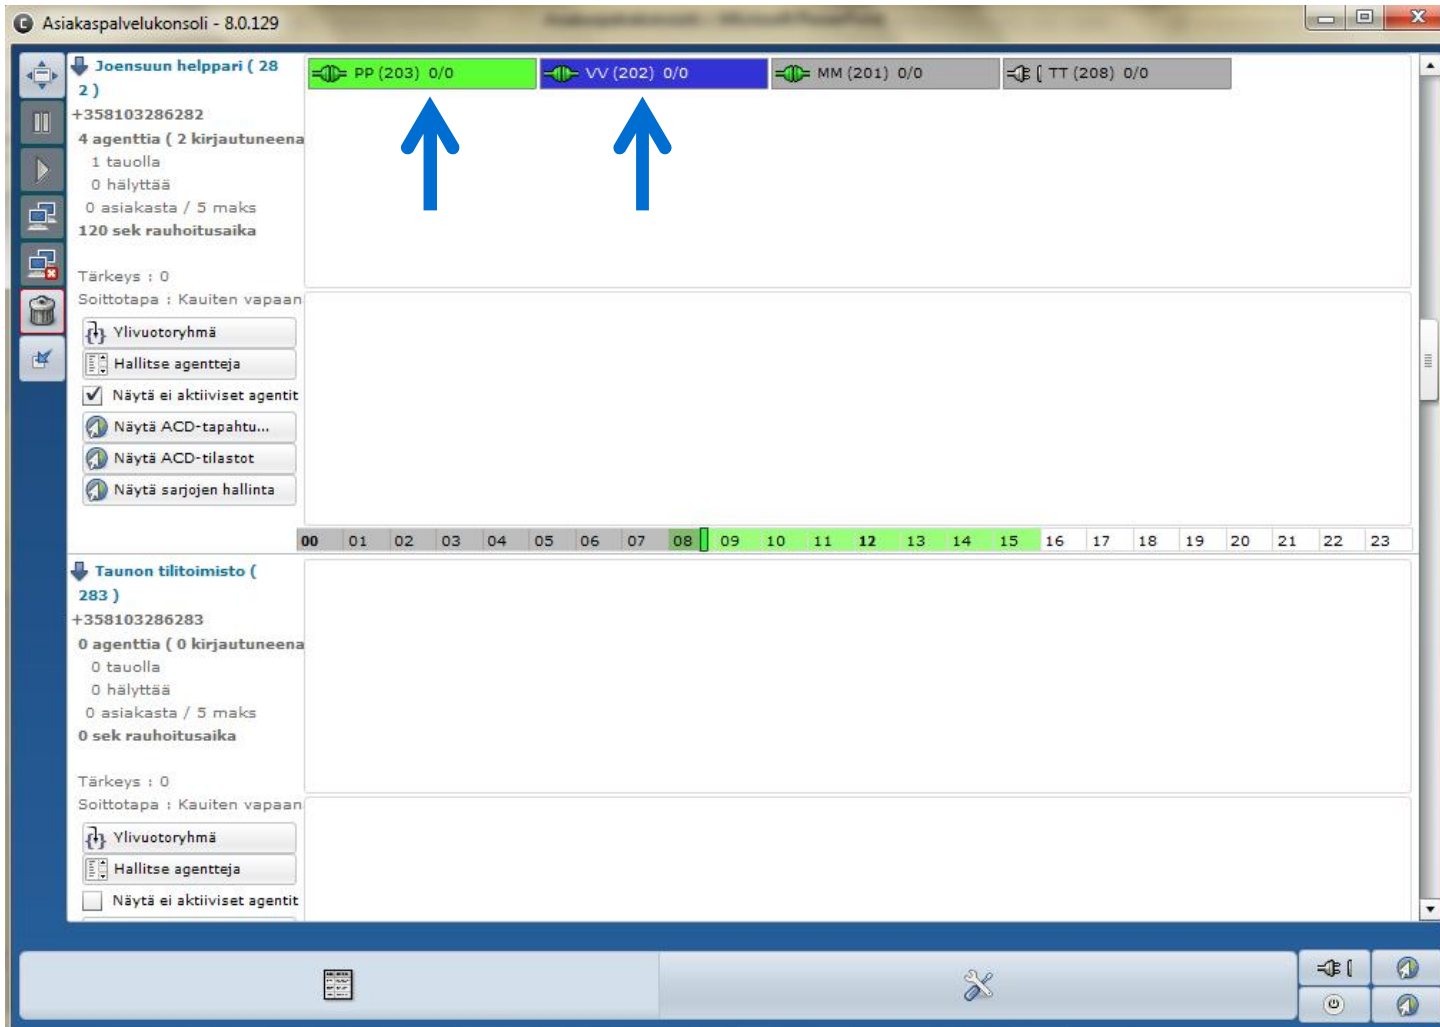 Asiakaspalvelukonsoli - 8.0.129
Joensuun helppari ( 28
2 )
+358103286282
4 agenttia ( 2 kirjautuneena
1 tauolla
0 hälyttää
0 asiakasta / 5 maks
120 sek rauhoitusaika
Tärkeys : 0
Soittotapa : Kauiten vapaan
Ylivuotoryhmä
Hallitse agentteja
Näytä ei aktiiviset agentit
Näytä ACD-tapahtu...
Näytä ACD-tilastot
Näytä sarjojen hallinta
PP (203) 0/0
VV (202) 0/0
MM (201) 0/0
TT (208) 0/0
00 01 02 03 04 05 06 07 08 09 10 11 12 13 14 15 16 17 18 19 20 21 22 23
Taunon tilitoimisto (
283 )
+358103286283
0 agenttia ( 0 kirjautuneena
0 tauolla
0 hälyttää
0 asiakasta / 5 maks
0 sek rauhoitusaika
Tärkeys : 0
Soittotapa : Kauiten vapaan
Ylivuotoryhmä
Hallitse agentteja
Näytä ei aktiiviset agentit